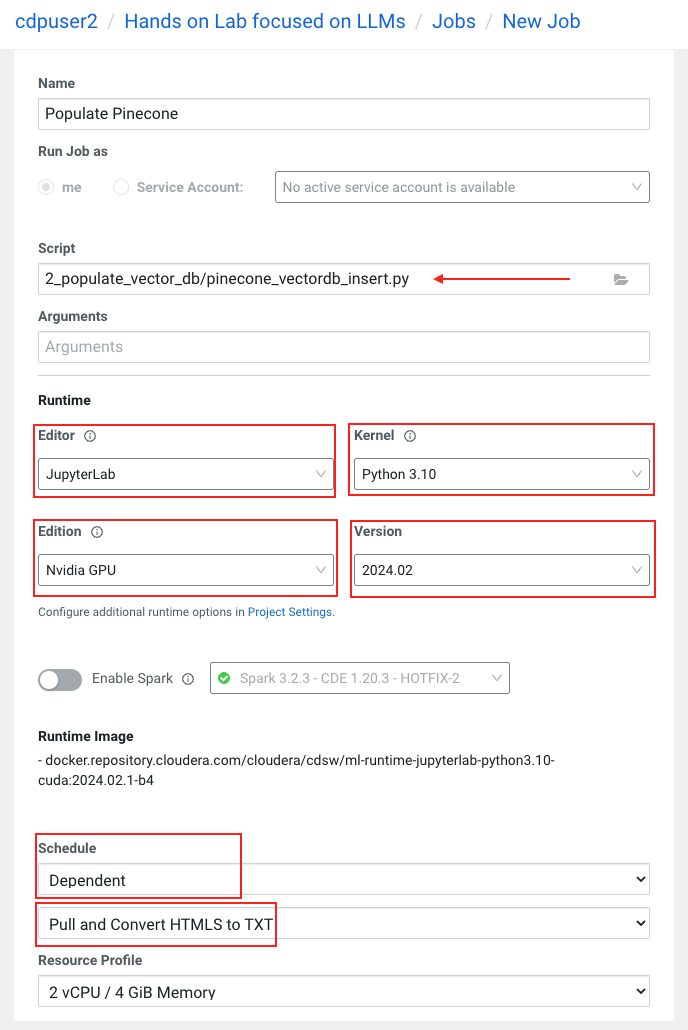 cdpuser2 / Hands on Lab focused on LLMs / Jobs / New Job
Name
Populate Pinecone
Run Job as
me Service Account: No active service account is available
Script
2_populate_vector_db/pinecone_vectordb_insert.py
Arguments
Arguments
Runtime
Editor Kernel
JupyterLab Python 3.10
Edition Version
Nvidia GPU 2024.02
Configure additional runtime options in Project Settings.
Enable Spark Spark 3.2.3 - CDE 1.20.3 - HOTFIX-2
Runtime Image
- docker.repository.cloudera.com/cloudera/cdsw/ml-runtime-jupyterlab-python3.10-
cuda:2024.02.1-b4
Schedule
Dependent
Pull and Convert HTMLS to TXT
Resource Profile
2 vCPU / 4 GiB Memory